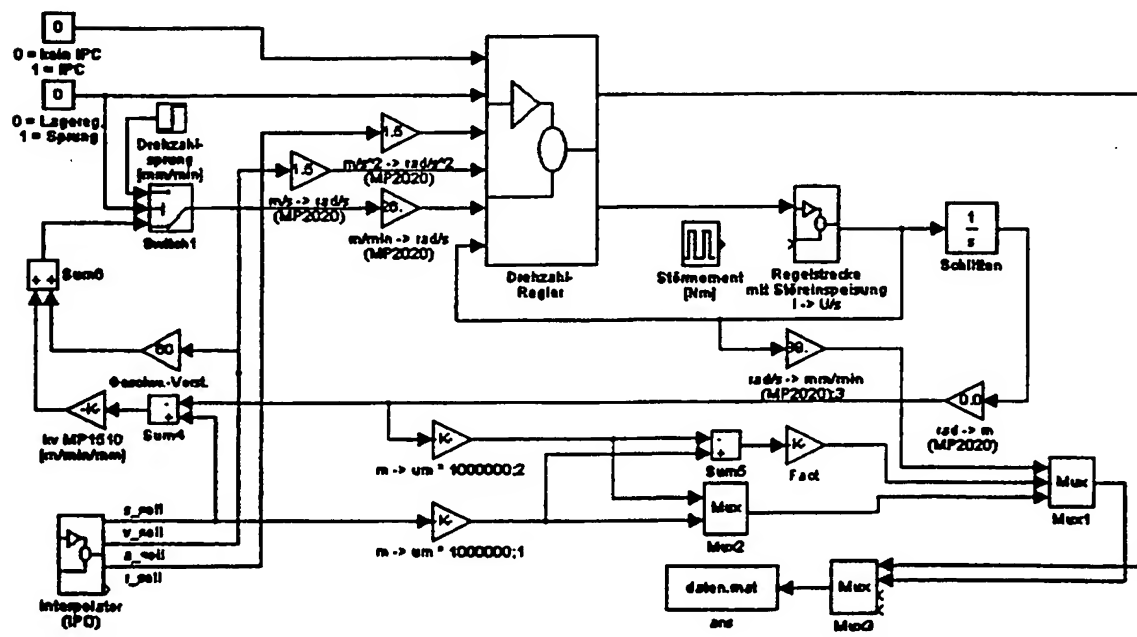 0
0 = kein IPC
1 = IPC
0
0 = Lagereg.
1 = Sprung
Drehzahl-
sprung
[mm/min]
Switch1
1.5
m/s^2 -> rad/s^2
(MP2020)
1.5
m/s -> rad/s
(MP2020)
26.
m/min -> rad/s
(MP2020)
Drehzahl-
Regler
Störmoment
[Nm]
Regelstrecke
mit Störeinspeisung
I -> U/s
1
s
Schlitten
Sum6
60
Geschw.-Vorst.
-K-
kv MP1510
[m/min/mm]
Sum4
rad/s -> mm/min
(MP2020);3
0.0
rad -> m
(MP2020)
K-
m -> um * 1000000;2
Sum5
K-
Fact
Mux
Mux1
K-
m -> um * 1000000;1
Mux
Mux2
s_soll
v_soll
a_soll
r_soll
Interpolator
(IPO)
daten.mat
ans
Mux
Mux3